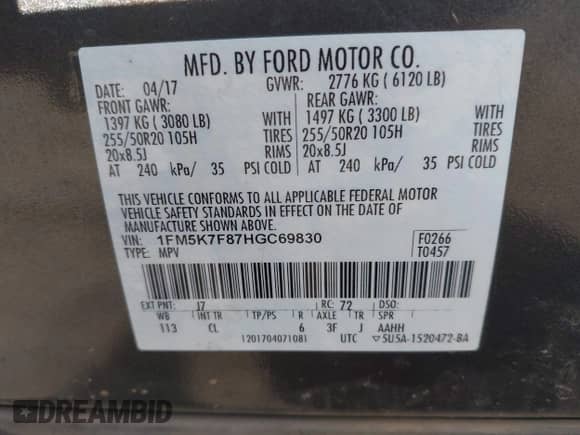 MFD. BY FORD MOTOR CO.
DATE: 04/17 GVWR: 2776 KG ( 6120 LB)
FRONT GAWR: REAR GAWR:
1397 KG ( 3080 LB) WITH 1497 KG ( 3300 LB) WITH
255/50R20 105H TIRES 255/50R20 105H TIRES
20x8.5J RIMS 20x8.5J RIMS
AT 240 kPa/ 35 PSI COLD AT 240 kPa/ 35 PSI COLD
THIS VEHICLE CONFORMS TO ALL APPLICABLE FEDERAL MOTOR
VEHICLE SAFETY STANDARDS IN EFFECT ON THE DATE OF
MANUFACTURE SHOWN ABOVE.
VIN: 1FM5K7F87HGC69830 F0266
TYPE: MPV T0457
EXT PNT: J7 RC: 72 DSO:
WB INT TR TP/PS R AXLE TR SPR
113 CL 6 3F J AAHH
120170407108 UTC ▽5U5A-1520472-BA
DREAMBID